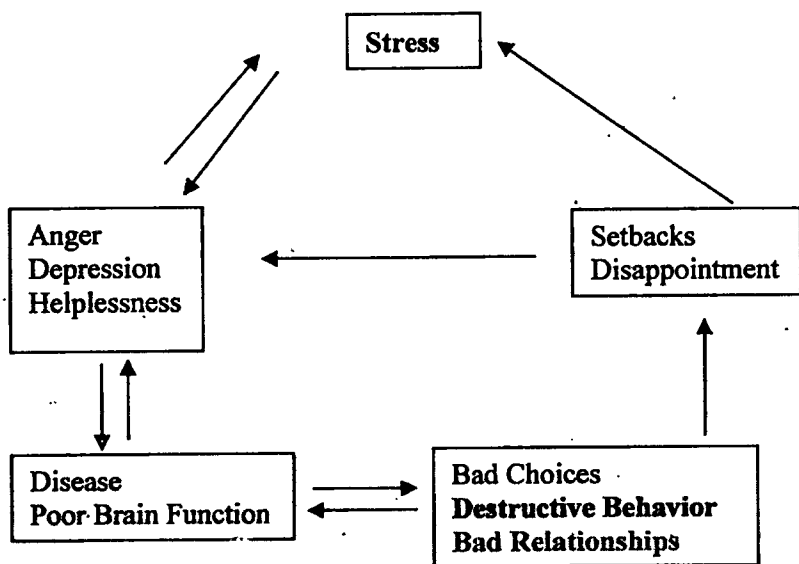 Stress
Anger
Depression
Helplessness
Setbacks
Disappointment
Disease
Poor Brain Function
Bad Choices
Destructive Behavior
Bad Relationships